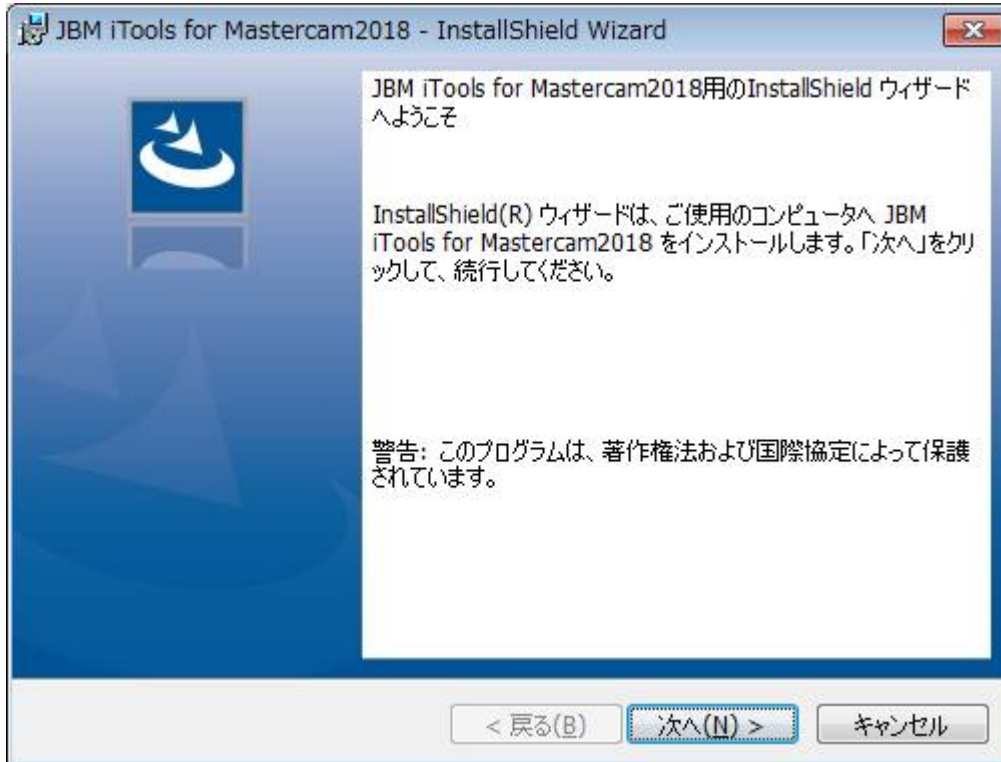 JBM iTools for Mastercam2018 - InstallShield Wizard
JBM iTools for Mastercam2018用のInstallShield ウィザード
へようこそ
InstallShield(R) ウィザードは、ご使用のコンピュータへ JBM
iTools for Mastercam2018 をインストールします。「次へ」をクリ
ックして、続行してください。
警告: このプログラムは、著作権法および国際協定によって保護
されています。
< 戻る(B)
次へ(N) >
キャンセル